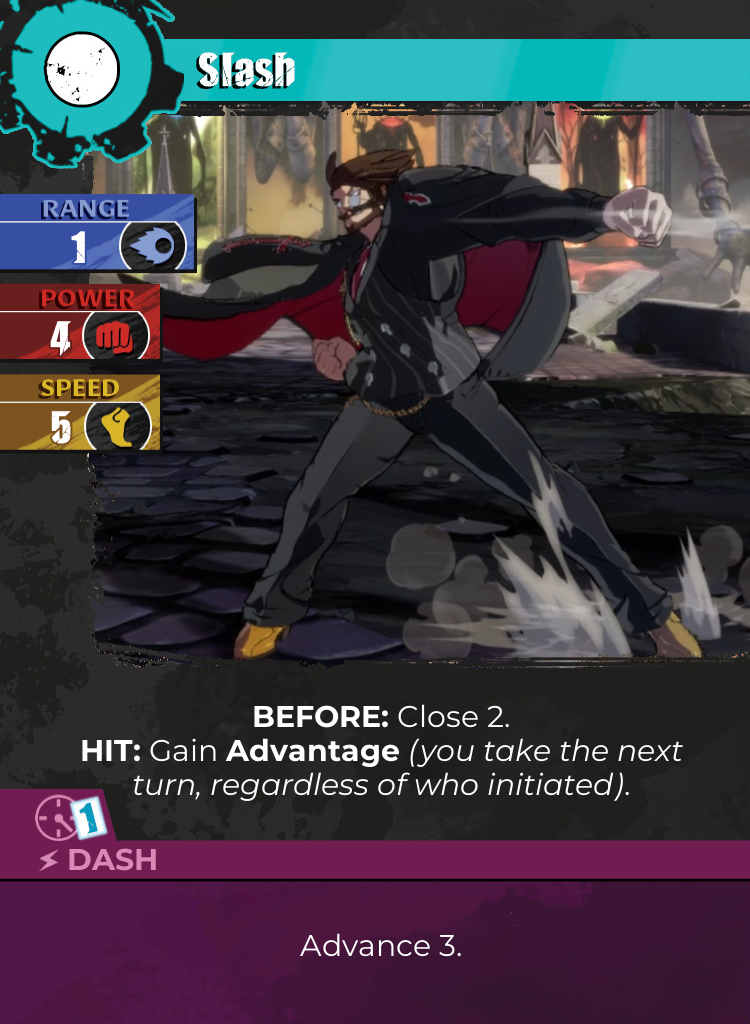 Slash
RANGE
1
POWER
4
SPEED
5
BEFORE: Close 2.
HIT: Gain Advantage (you take the next
turn, regardless of who initiated).
1
⚡ DASH
Advance 3.